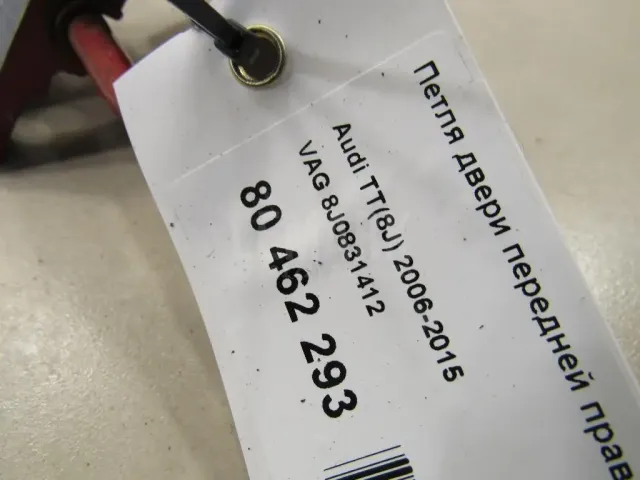 Петля двери передней прав
Audi TT(8J) 2006-2015
VAG 8J0831412
80 462 293